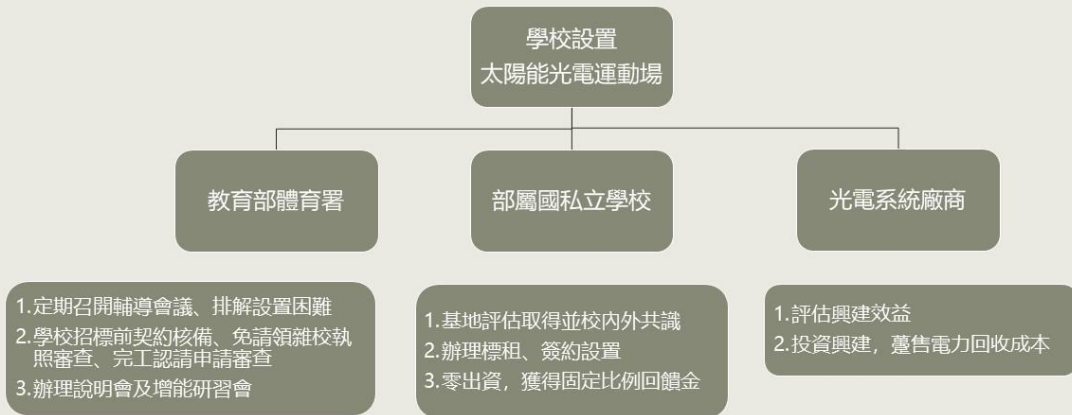 學校設置
太陽能光電運動場
教育部體育署
部屬國私立學校
光電系統廠商
1.定期召開輔導會議、排解設置困難
2.學校招標前契約核備、免請領雜校執
照審查、完工認請申請審查
3.辦理說明會及增能研習會
1.基地評估取得並校內外共識
2.辦理標租、簽約設置
3.零出資，獲得固定比例回饋金
1.評估興建效益
2.投資興建，躉售電力回收成本